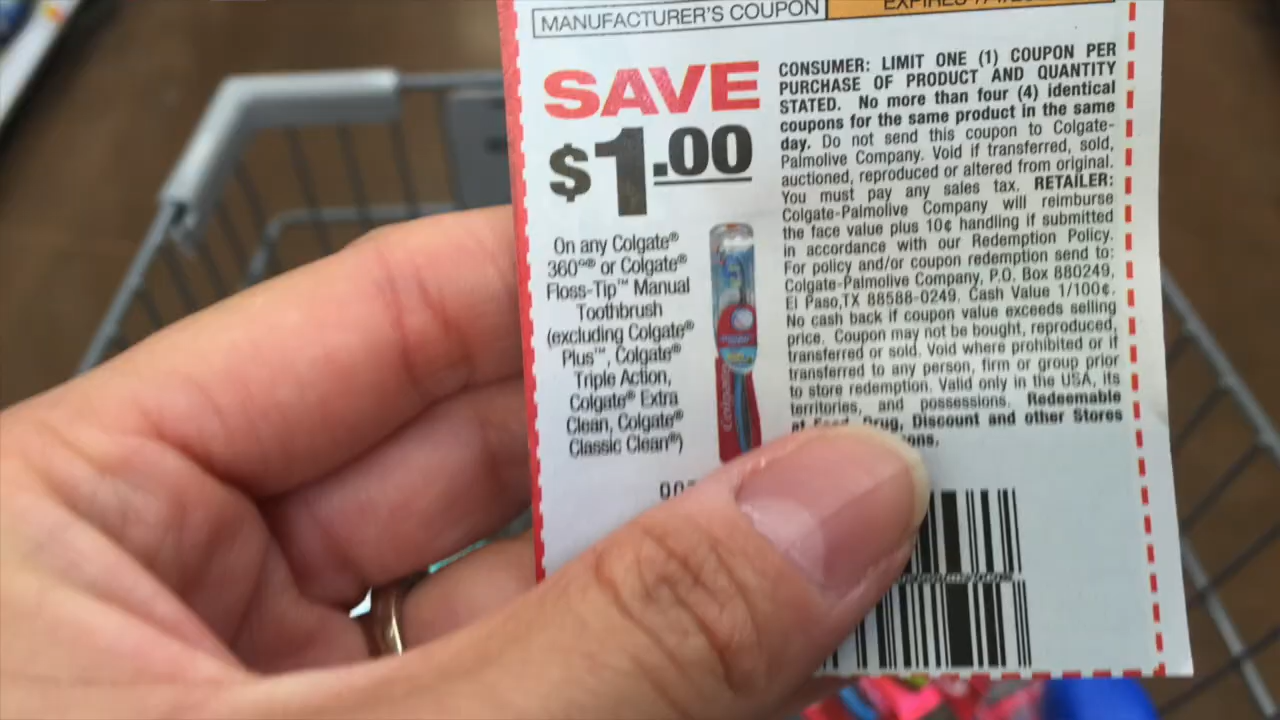 MANUFACTURER'S COUPON
EXPIRES
SAVE
$1.00
On any Colgate®
360°® or Colgate®
Floss-Tip™ Manual
Toothbrush
(excluding Colgate®
Plus™, Colgate®
Triple Action,
Colgate® Extra
Clean, Colgate®
Classic Clean®)
Colgate
CONSUMER: LIMIT ONE (1) COUPON PER
PURCHASE OF PRODUCT AND QUANTITY
STATED. No more than four (4) identical
coupons for the same product in the same
day. Do not send this coupon to Colgate-
Palmolive Company. Void if transferred, sold,
auctioned, reproduced or altered from original.
You must pay any sales tax. RETAILER:
Colgate-Palmolive Company will reimburse
the face value plus 10¢ handling if submitted
in accordance with our Redemption Policy.
For policy and/or coupon redemption send to:
Colgate-Palmolive Company, P.O. Box 880249,
El Paso,TX 88588-0249. Cash Value 1/100¢.
No cash back if coupon value exceeds selling
price. Coupon may not be bought, reproduced,
transferred or sold. Void where prohibited or if
transferred to any person, firm or group prior
to store redemption. Valid only in the USA, its
territories, and possessions. Redeemable
at Food, Drug, Discount and other Stores